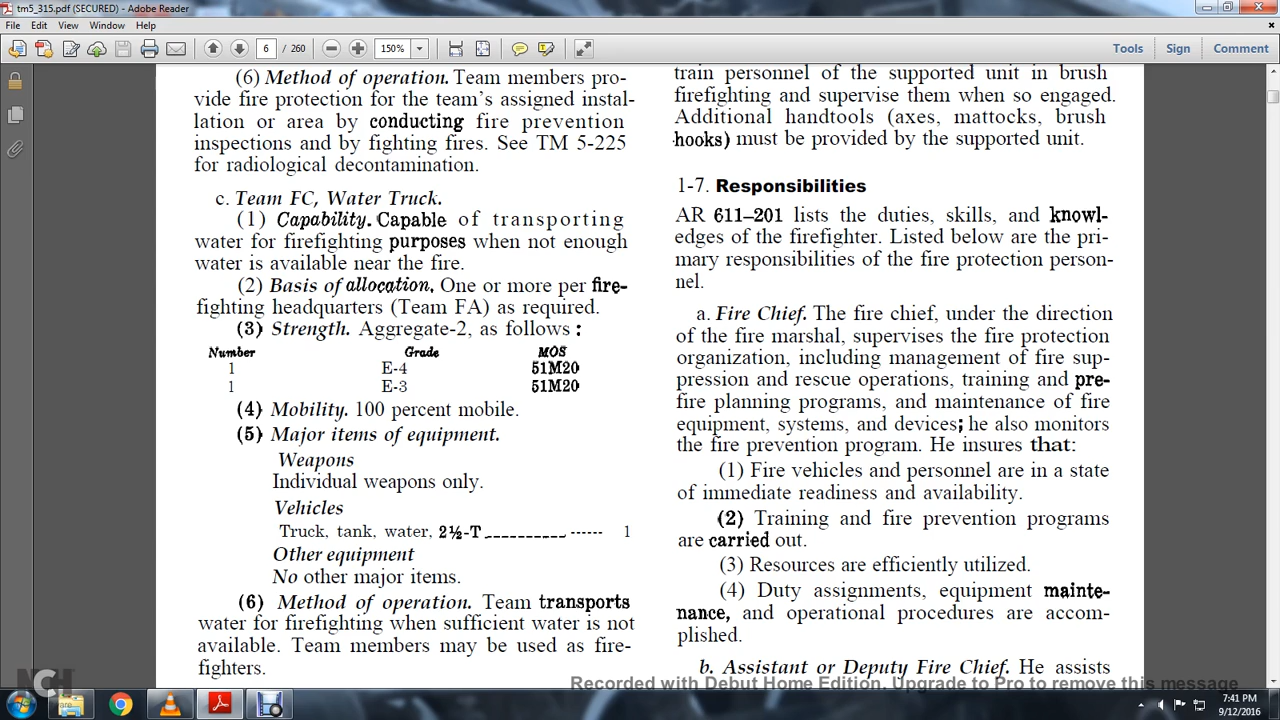 tm5_315.pdf (SECURED) - Adobe Reader
File Edit View Window Help
6 / 260 150% Tools Sign Comment
(6) Method of operation. Team members pro-
vide fire protection for the team's assigned instal-
lation or area by conducting fire prevention
inspections and by fighting fires. See TM 5-225
for radiological decontamination.
c. Team FC, Water Truck.
(1) Capability. Capable of transporting
water for firefighting purposes when not enough
water is available near the fire.
(2) Basis of allocation. One or more per fire-
fighting headquarters (Team FA) as required.
(3) Strength. Aggregate-2, as follows :
Number Grade MOS
1 E-4 51M20
1 E-3 51M20
(4) Mobility. 100 percent mobile.
(5) Major items of equipment.
Weapons
Individual weapons only.
Vehicles
Truck, tank, water, 2½-T __________ ------ 1
Other equipment
No other major items.
(6) Method of operation. Team transports
water for firefighting when sufficient water is not
available. Team members may be used as fire-
fighters.
train personnel of the supported unit in brush
firefighting and supervise them when so engaged.
Additional handtools (axes, mattocks, brush
hooks) must be provided by the supported unit.
1-7. Responsibilities
AR 611–201 lists the duties, skills, and knowl-
edges of the firefighter. Listed below are the pri-
mary responsibilities of the fire protection person-
nel.
a. Fire Chief. The fire chief, under the direction
of the fire marshal, supervises the fire protection
organization, including management of fire sup-
pression and rescue operations, training and pre-
fire planning programs, and maintenance of fire
equipment, systems, and devices; he also monitors
the fire prevention program. He insures that:
(1) Fire vehicles and personnel are in a state
of immediate readiness and availability.
(2) Training and fire prevention programs
are carried out.
(3) Resources are efficiently utilized.
(4) Duty assignments, equipment mainte-
nance, and operational procedures are accom-
plished.
b. Assistant or Deputy Fire Chief. He assists
Recorded with Debut Home Edition. Upgrade to Pro to remove this message
NCH
7:41 PM
9/12/2016